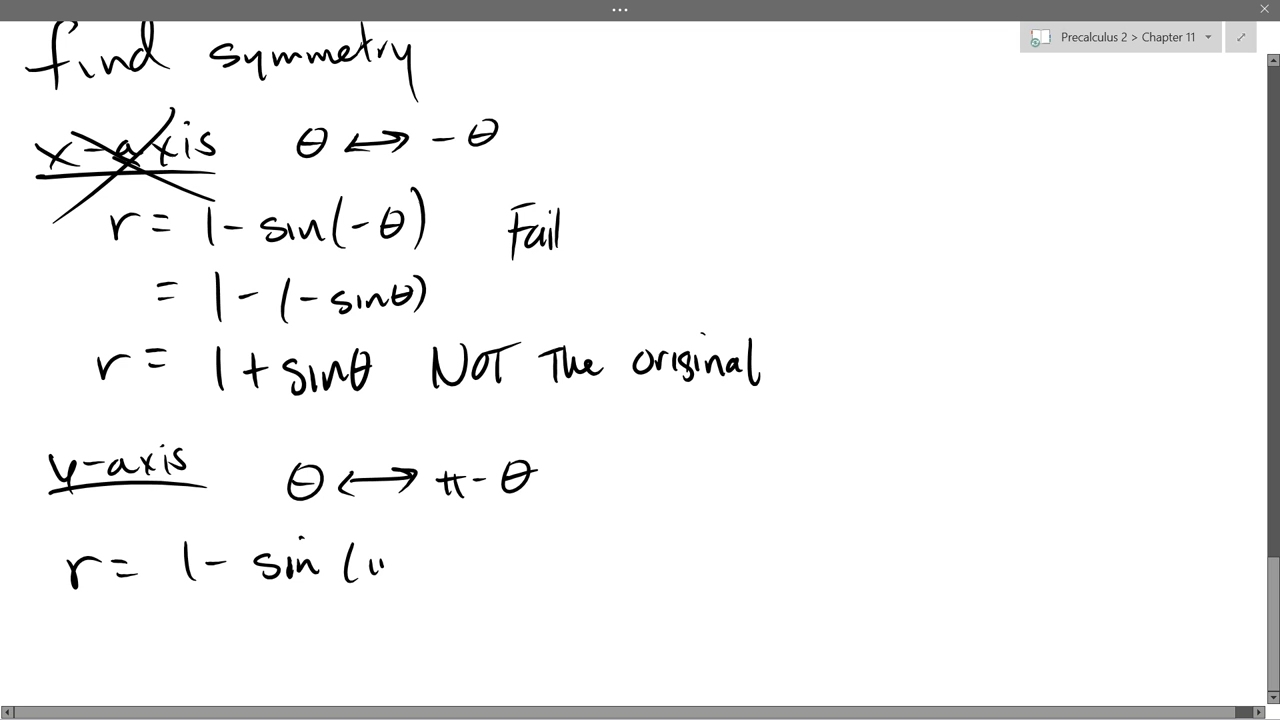 Precalculus 2 > Chapter 11
find symmetry
x-axis θ ↔ -θ
r = 1 - sin(-θ) Fail
= 1 - (-sinθ)
r = 1 + sinθ NOT The original
y-axis θ ↔ π - θ
r = 1 - sin (